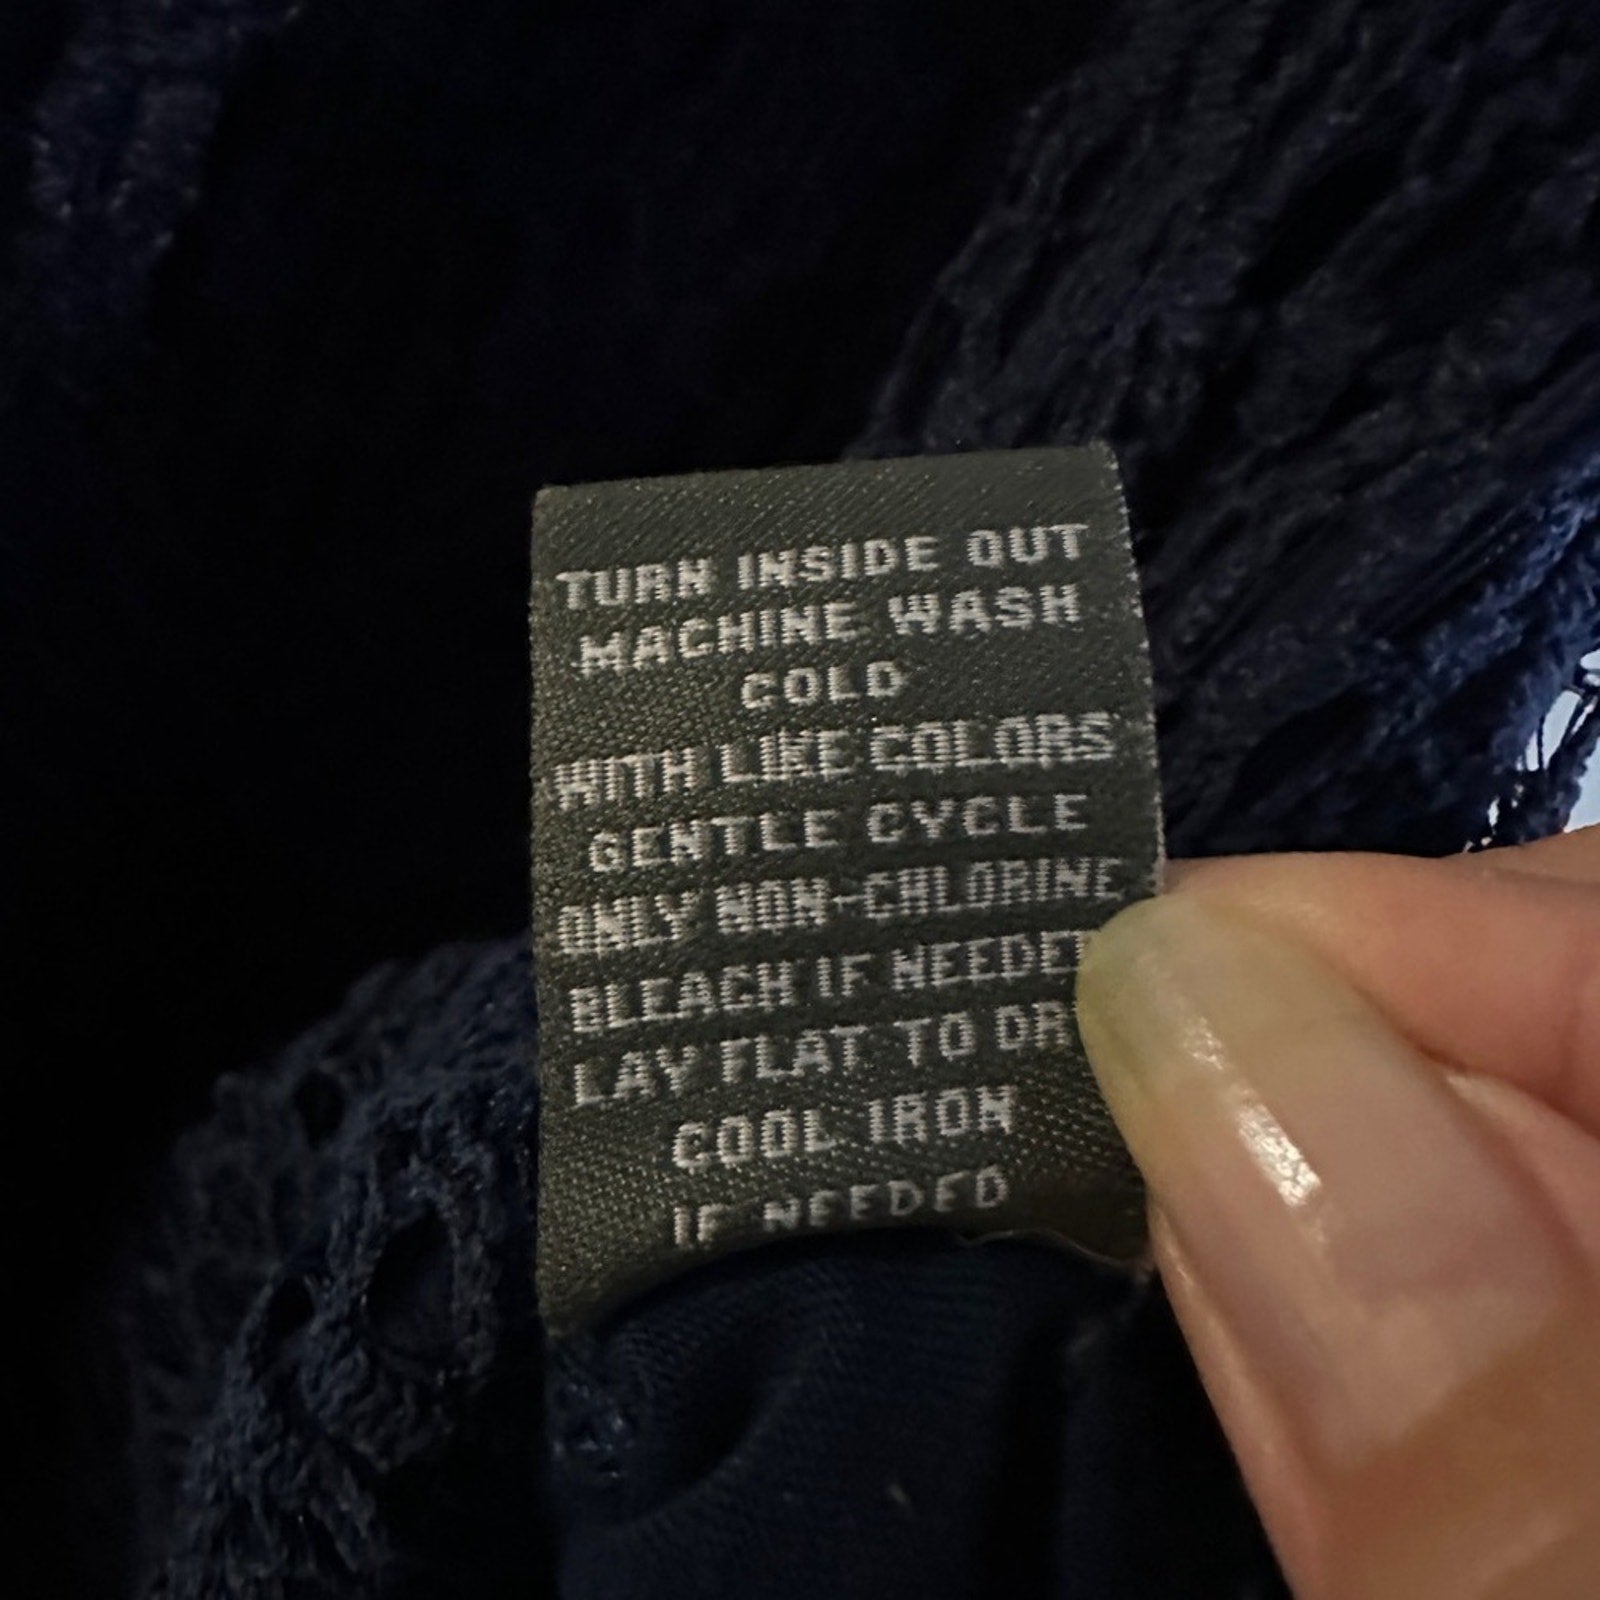 TURN INSIDE OUT
MACHINE WASH
COLD
WITH LIKE COLORS
GENTLE CYCLE
ONLY NON-CHLORINE
BLEACH IF NEEDED
LAY FLAT TO DR
COOL IRON
IF NEEDED